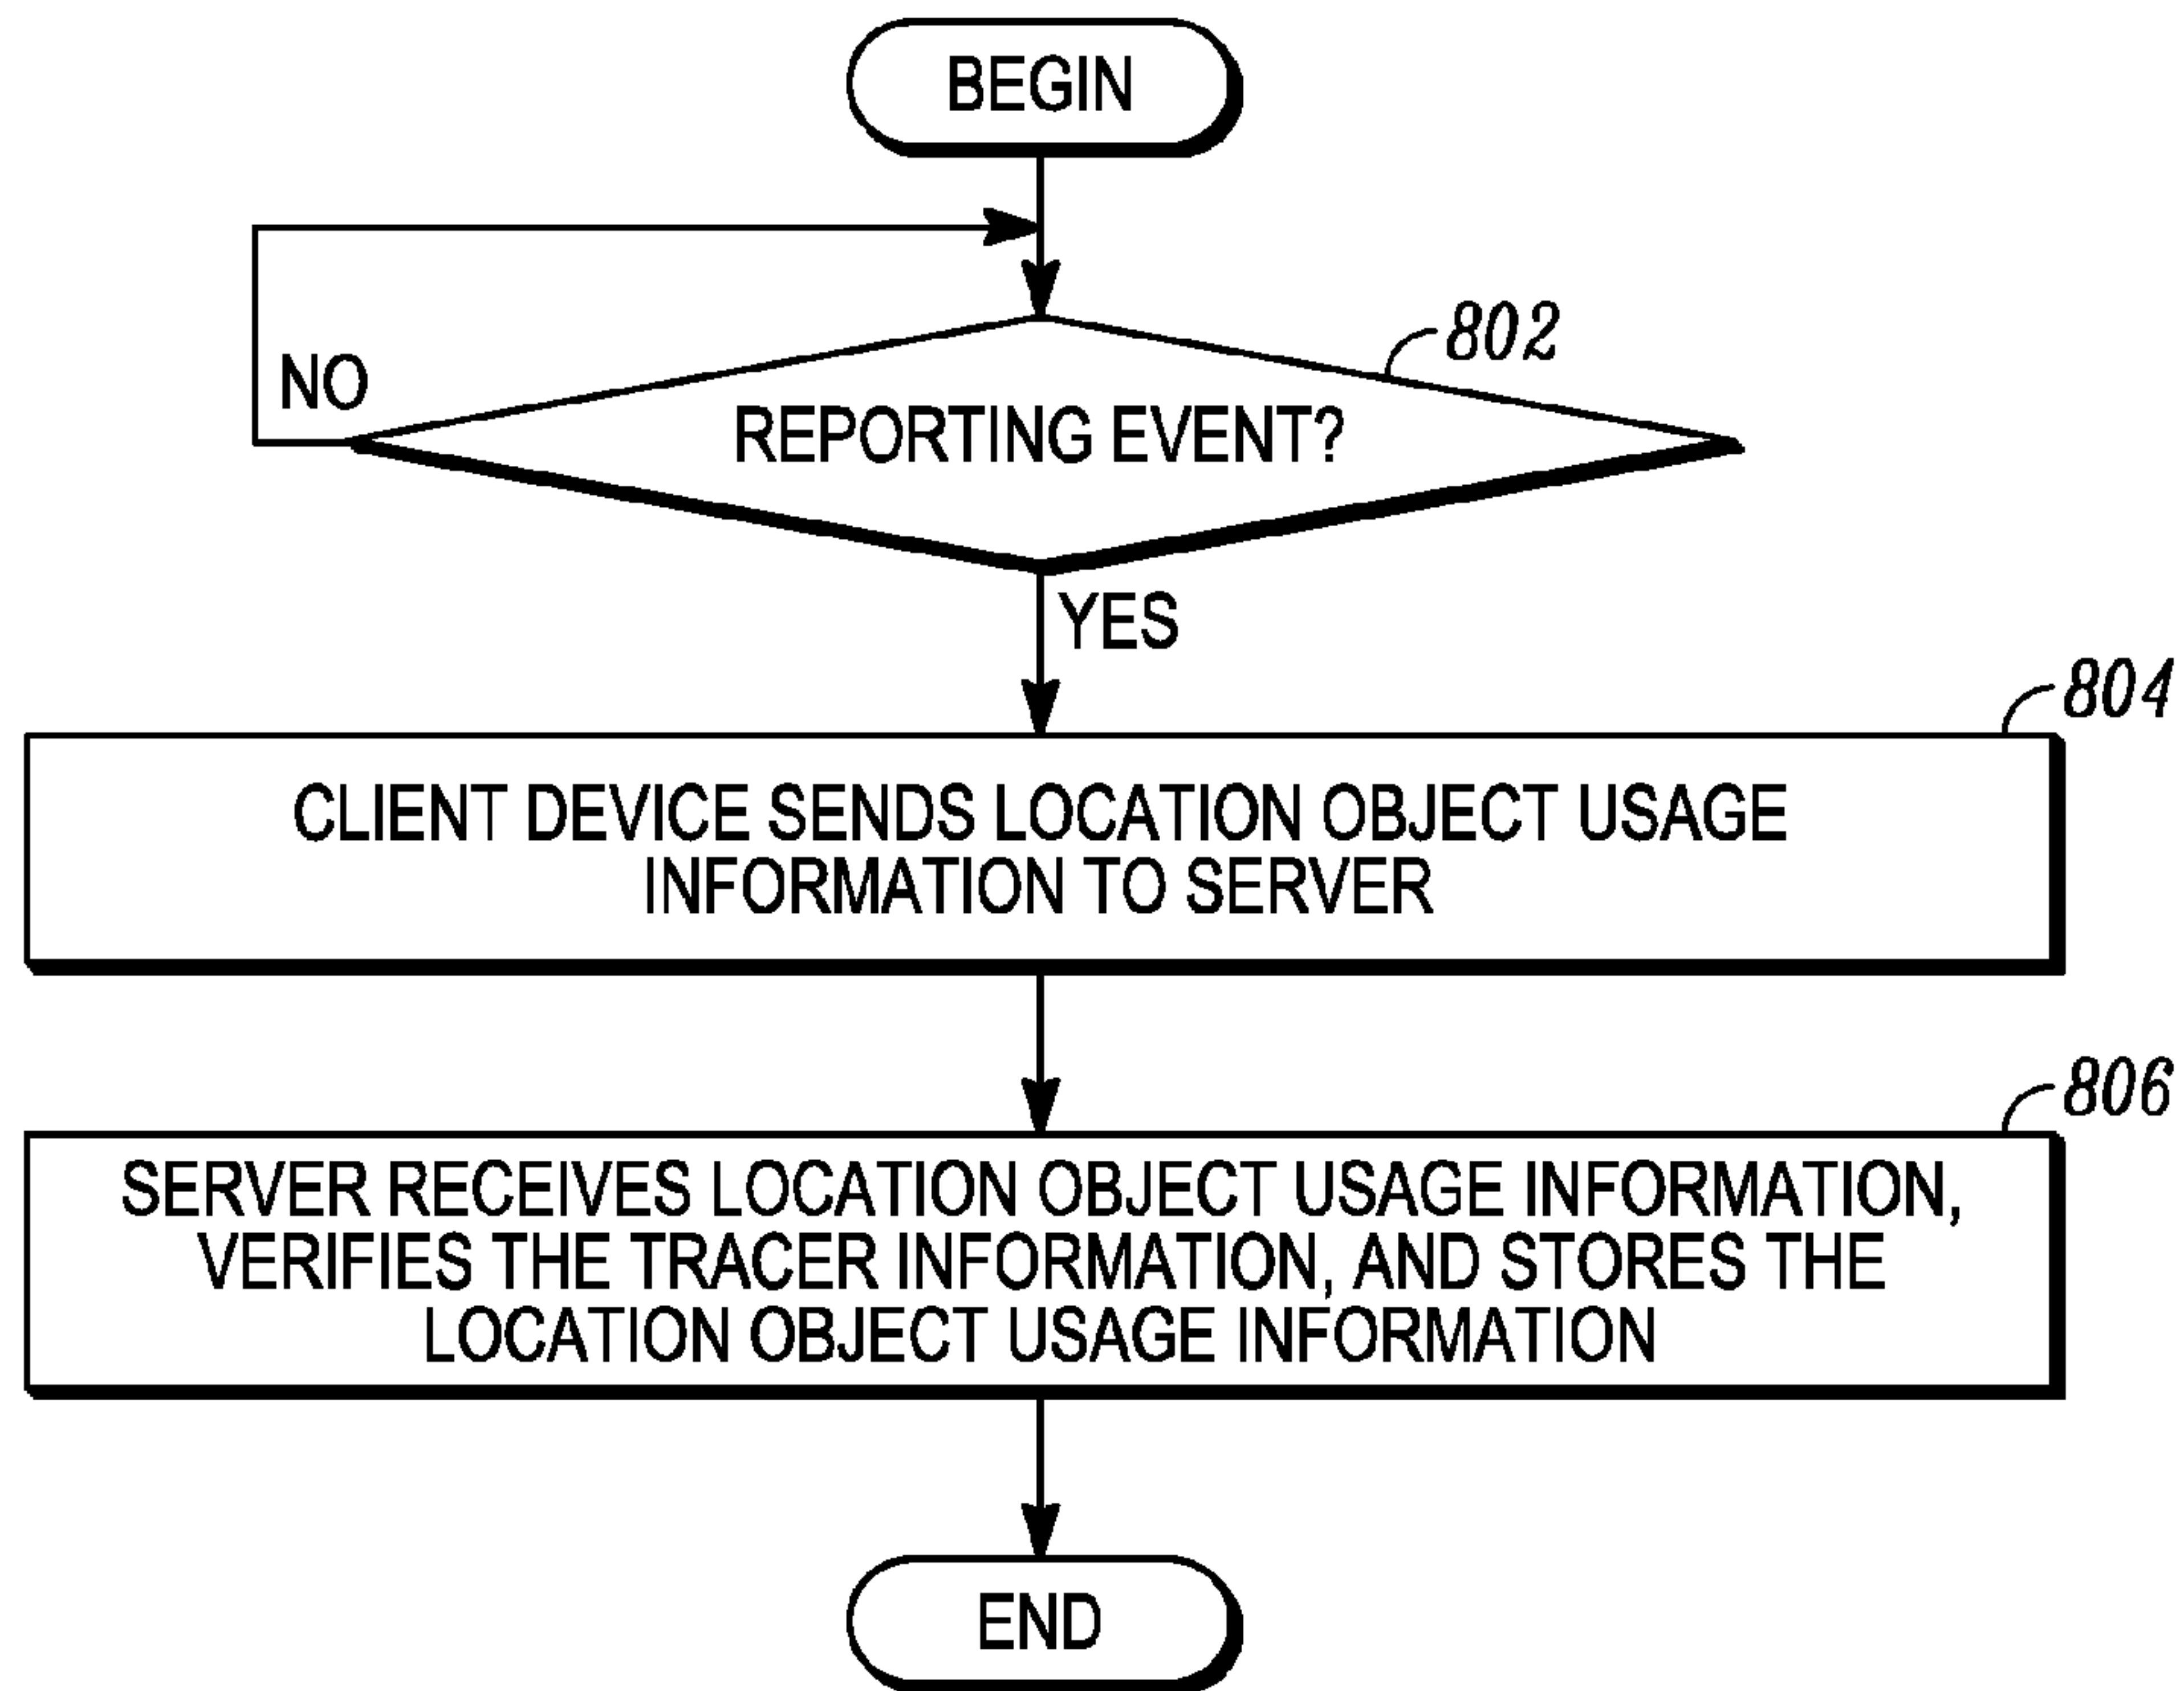 BEGIN
802
NO
REPORTING EVENT?
YES
804
CLIENT DEVICE SENDS LOCATION OBJECT USAGE
INFORMATION TO SERVER
806
SERVER RECEIVES LOCATION OBJECT USAGE INFORMATION,
VERIFIES THE TRACER INFORMATION, AND STORES THE
LOCATION OBJECT USAGE INFORMATION
END